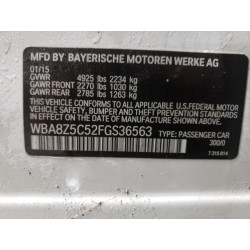 MFD BY BAYERISCHE MOTOREN WERKE AG
01/15
GVWR 4925 LBS 2234 kg
GAWR FRONT 2270 LBS 1030 kg
GAWR REAR 2785 LBS 1263 kg
THIS VEHICLE CONFORMS TO ALL APPLICABLE
U.S. FEDERAL MOTOR VEHICLE SAFETY,
BUMPER, AND THEFT PREVENTION
STANDARDS IN EFFECT ON THE DATE OF
MANUFACTURE SHOWN ABOVE.
WBA8Z5C52FGS36563
TYPE: PASSENGER CAR
300/0